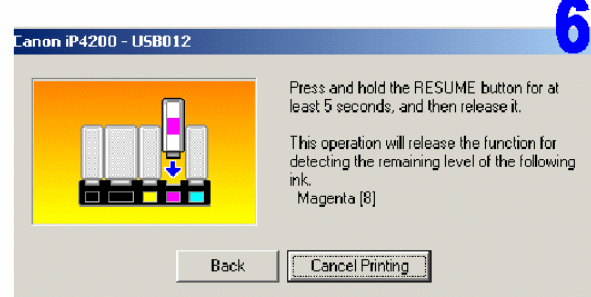 6
Canon iP4200 - USB012
Press and hold the RESUME button for at
least 5 seconds, and then release it.
This operation will release the function for
detecting the remaining level of the following
ink.
Magenta [8]
Back
Cancel Printing